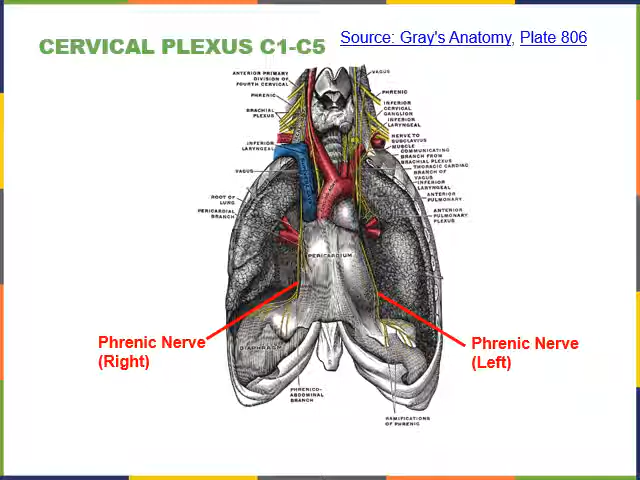 CERVICAL PLEXUS C1-C5
Source: Gray's Anatomy, Plate 806
ANTERIOR PRIMARY
DIVISION OF
FOURTH CERVICAL
PHRENIC
BRACHIAL
PLEXUS
INFERIOR
LARYNGEAL
VAGUS
ROOT OF
LUNG
PERICARDIAL
BRANCH
VAGUS
PHRENIC
INFERIOR
CERVICAL
GANGLION
INFERIOR
LARYNGEAL
NERVE TO
SUBCLAVIUS
MUSCLE
COMMUNICATING
BRANCH FROM
BRACHIAL PLEXUS
THORACIC CARDIAC
BRANCH OF
VAGUS
INFERIOR
LARYNGEAL
ANTERIOR
PULMONARY
ANTERIOR
PULMONARY
PLEXUS
PERICARDIUM
Phrenic Nerve
(Right)
Phrenic Nerve
(Left)
DIAPHRAGM
PHRENICO-
ABDOMINAL
BRANCH
RAMIFICATIONS
OF PHRENIC